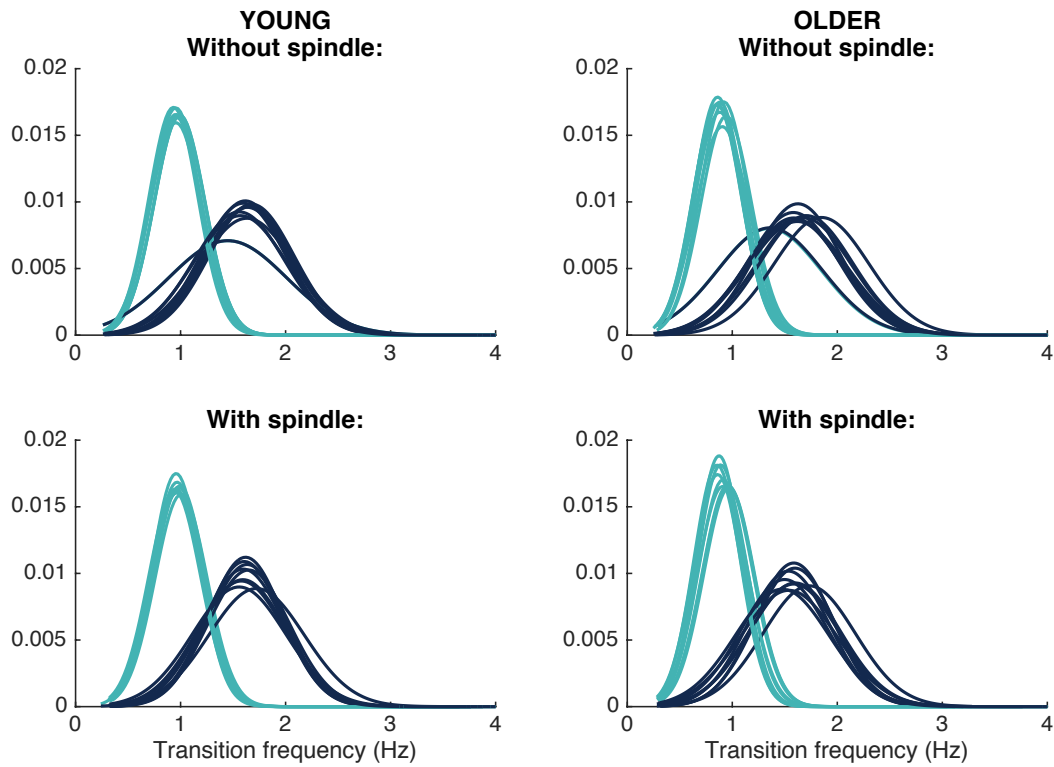 YOUNG
Without spindle:
0.02
0.015
0.01
0.005
0
0 1 2 3 4
OLDER
Without spindle:
0.02
0.015
0.01
0.005
0
0 1 2 3 4
With spindle:
0.02
0.015
0.01
0.005
0
0 1 2 3 4
Transition frequency (Hz)
With spindle:
0.02
0.015
0.01
0.005
0
0 1 2 3 4
Transition frequency (Hz)